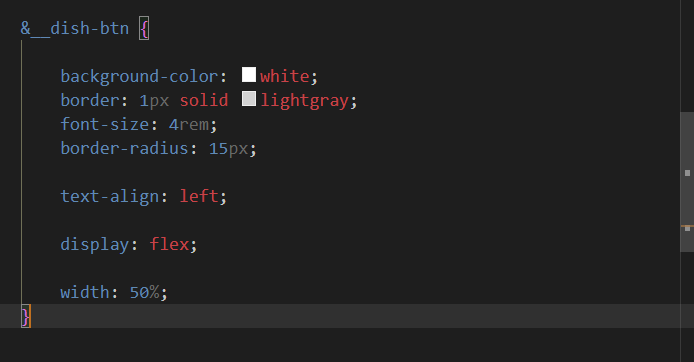 &__dish-btn {
background-color: white;
border: 1px solid lightgray;
font-size: 4rem;
border-radius: 15px;
text-align: left;
display: flex;
width: 50%;
}